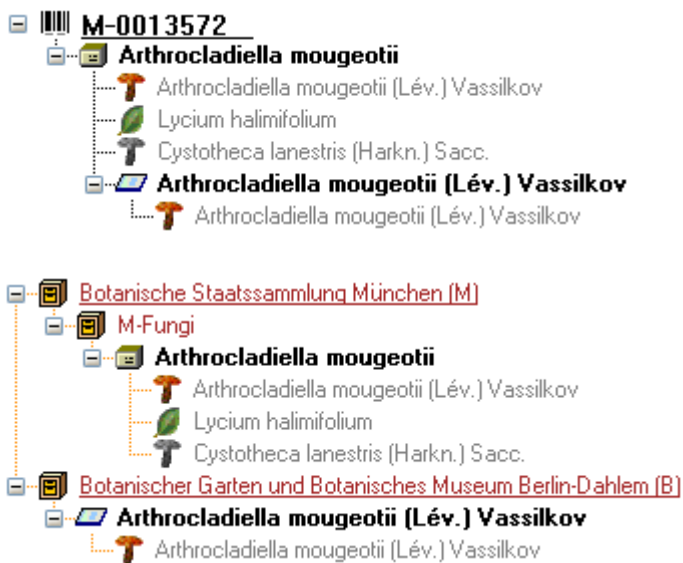 M-0013572
Arthrocladiella mougeotii
Arthrocladiella mougeotii (Lév.) Vassilkov
Lycium halimifolium
Cystotheca lanestris (Harkn.) Sacc.
Arthrocladiella mougeotii (Lév.) Vassilkov
Arthrocladiella mougeotii (Lév.) Vassilkov
Botanische Staatssammlung München (M)
M-Fungi
Arthrocladiella mougeotii
Arthrocladiella mougeotii (Lév.) Vassilkov
Lycium halimifolium
Cystotheca lanestris (Harkn.) Sacc.
Botanischer Garten und Botanisches Museum Berlin-Dahlem (B)
Arthrocladiella mougeotii (Lév.) Vassilkov
Arthrocladiella mougeotii (Lév.) Vassilkov